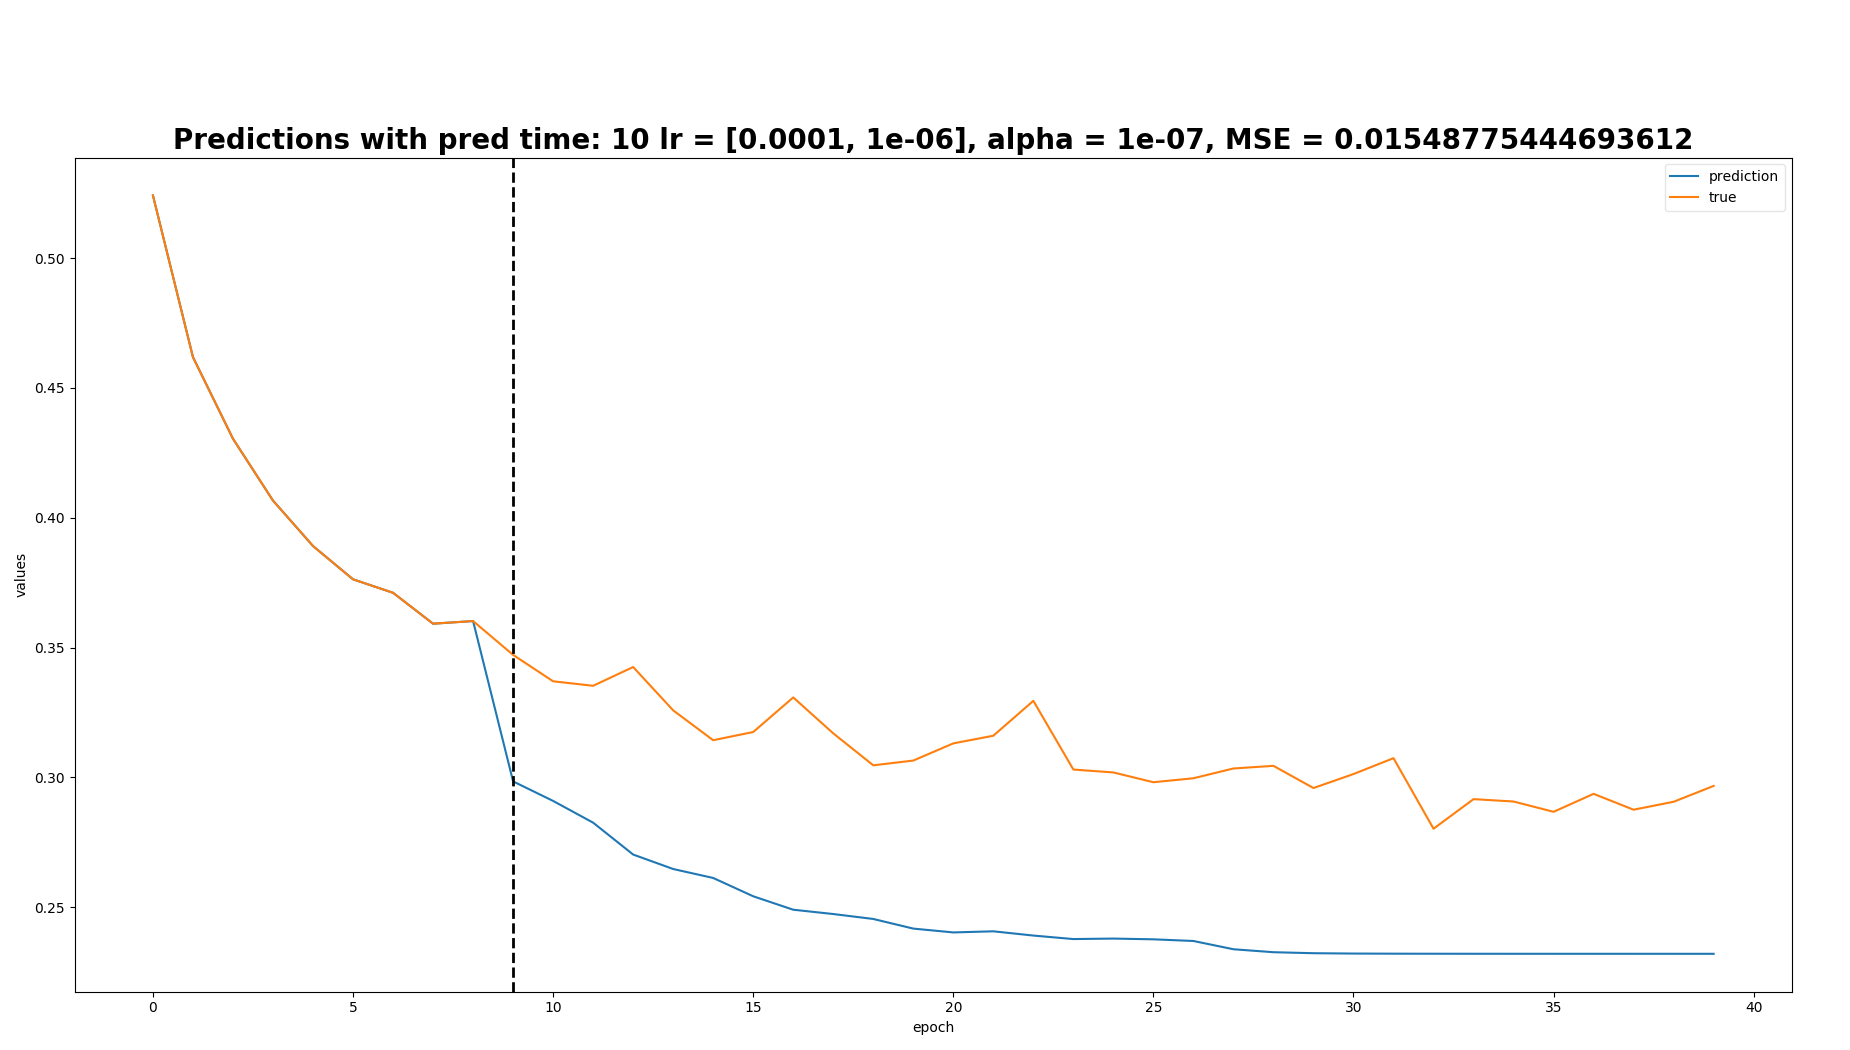 Predictions with pred time: 10 lr = [0.0001, 1e-06], alpha = 1e-07, MSE = 0.01548775444693612
prediction
true
0.50
0.45
0.40
0.35
0.30
0.25
values
0 5 10 15 20 25 30 35 40
epoch